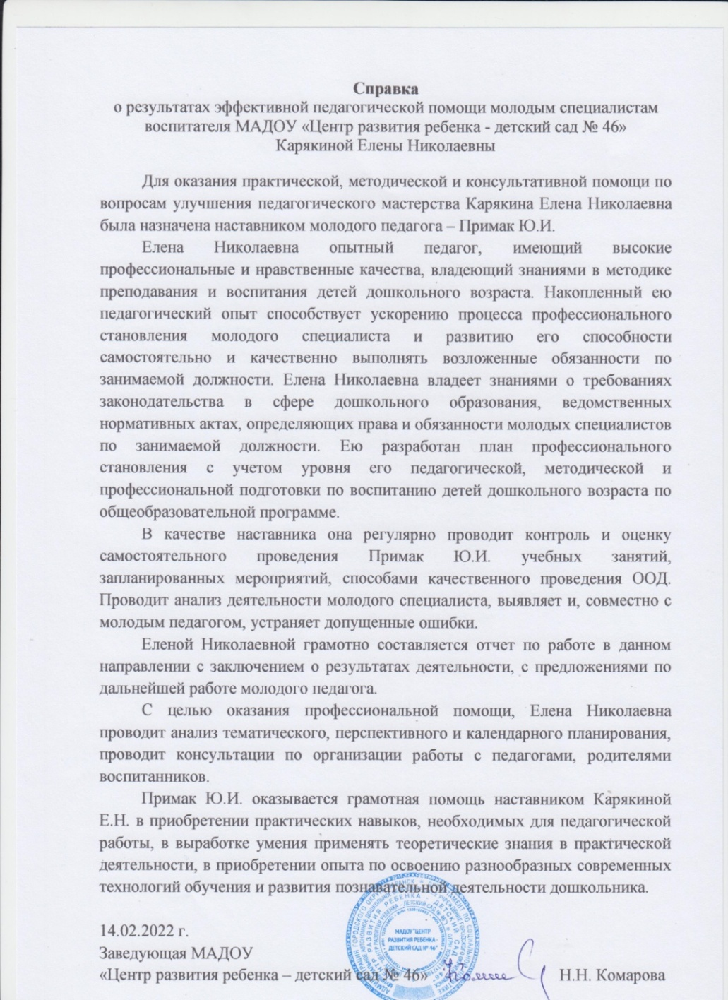 Справка
о результатах эффективной педагогической помощи молодым специалистам
воспитателя МАДОУ «Центр развития ребенка - детский сад № 46»
Карякиной Елены Николаевны
Для оказания практической, методической и консультативной помощи по
вопросам улучшения педагогического мастерства Карякина Елена Николаевна
была назначена наставником молодого педагога – Примак Ю.И.
Елена Николаевна опытный педагог, имеющий высокие
профессиональные и нравственные качества, владеющий знаниями в методике
преподавания и воспитания детей дошкольного возраста. Накопленный ею
педагогический опыт способствует ускорению процесса профессионального
становления молодого специалиста и развитию его способности
самостоятельно и качественно выполнять возложенные обязанности по
занимаемой должности. Елена Николаевна владеет знаниями о требованиях
законодательства в сфере дошкольного образования, ведомственных
нормативных актах, определяющих права и обязанности молодых специалистов
по занимаемой должности. Ею разработан план профессионального
становления с учетом уровня его педагогической, методической и
профессиональной подготовки по воспитанию детей дошкольного возраста по
общеобразовательной программе.
В качестве наставника она регулярно проводит контроль и оценку
самостоятельного проведения Примак Ю.И. учебных занятий,
запланированных мероприятий, способами качественного проведения ООД.
Проводит анализ деятельности молодого специалиста, выявляет и, совместно с
молодым педагогом, устраняет допущенные ошибки.
Еленой Николаевной грамотно составляется отчет по работе в данном
направлении с заключением о результатах деятельности, с предложениями по
дальнейшей работе молодого педагога.
С целью оказания профессиональной помощи, Елена Николаевна
проводит анализ тематического, перспективного и календарного планирования,
проводит консультации по организации работы с педагогами, родителями
воспитанников.
Примак Ю.И. оказывается грамотная помощь наставником Карякиной
Е.Н. в приобретении практических навыков, необходимых для педагогической
работы, в выработке умения применять теоретические знания в практической
деятельности, в приобретении опыта по освоению разнообразных современных
технологий обучения и развития познавательной деятельности дошкольника.
14.02.2022 г.
Заведующая МАДОУ
«Центр развития ребенка – детский сад № 46» Н.Н. Комарова
МАДОУ "ЦЕНТР
РАЗВИТИЯ РЕБЕНКА -
ДЕТСКИЙ САД № 46"